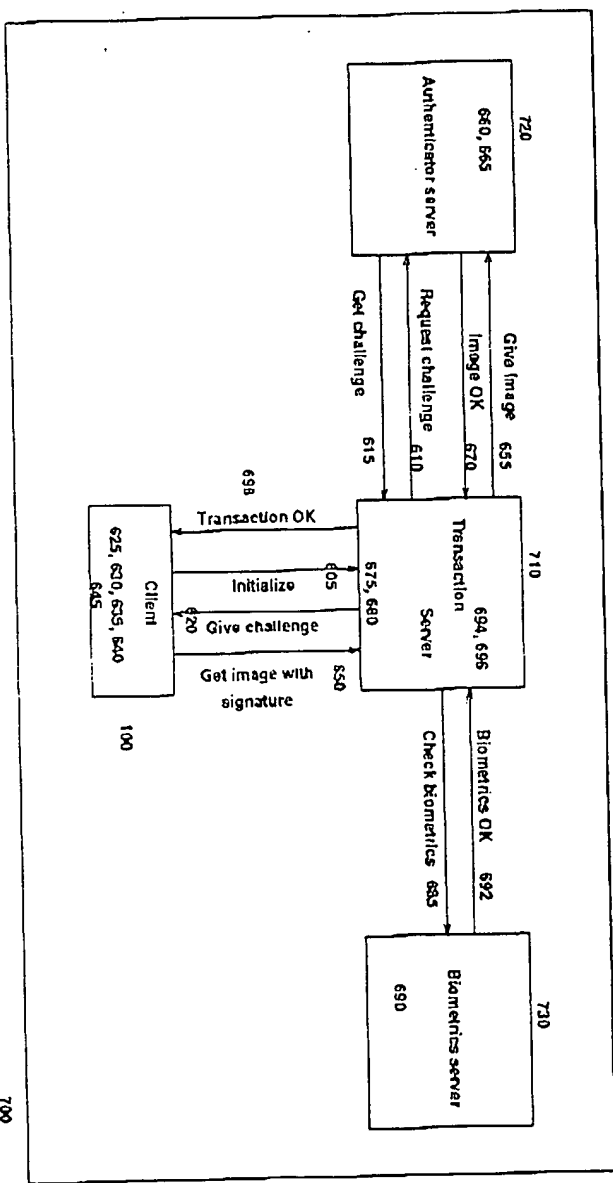 720
660, 665
Authenticator server
Give image 655
Image OK 670
Request challenge 610
Get challenge 615
710
694, 696
Transaction
Server
675, 680
Biometrics OK 692
Check biometrics 685
730
Biometrics server
690
698
Transaction OK
605
Initialize
620
Give challenge
650
Get image with
signature
Client
625, 630, 635, 640
645
100
700